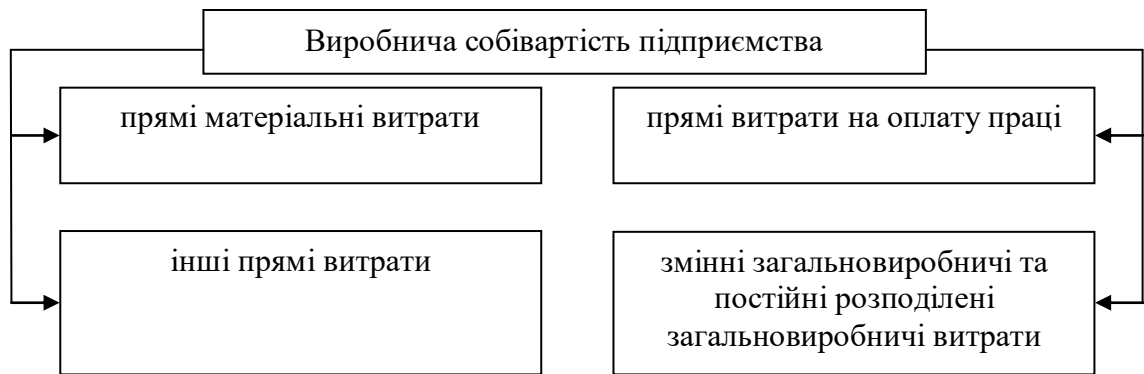 Виробнича собівартість підприємства
прямі матеріальні витрати
прямі витрати на оплату праці
інші прямі витрати
змінні загальновиробничі та
постійні розподілені
загальновиробничі витрати